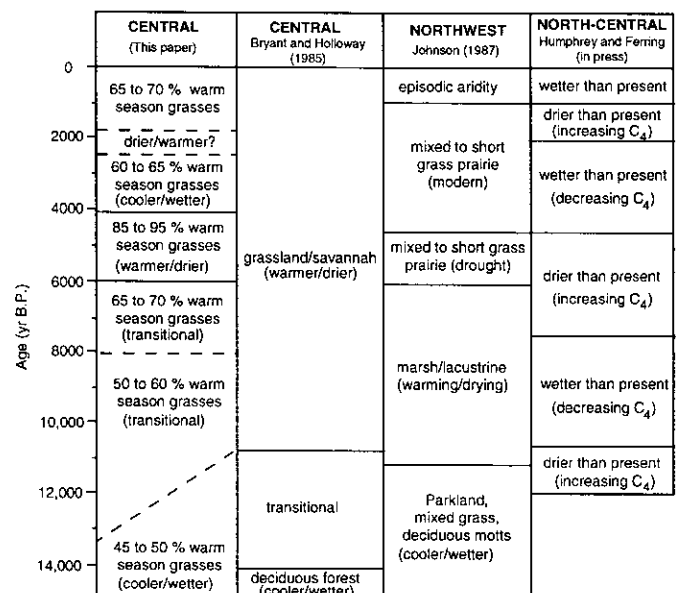 CENTRAL
(This paper)
CENTRAL
Bryant and Holloway
(1985)
NORTHWEST
Johnson (1987)
NORTH-CENTRAL
Humphrey and Ferring
(in press)
Age (yr B.P.)
0
2000
4000
6000
8000
10,000
12,000
14,000
65 to 70 % warm
season grasses
drier/warmer?
60 to 65 % warm
season grasses
(cooler/wetter)
85 to 95 % warm
season grasses
(warmer/drier)
65 to 70 % warm
season grasses
(transitional)
50 to 60 % warm
season grasses
(transitional)
45 to 50 % warm
season grasses
(cooler/wetter)
grassland/savannah
(warmer/drier)
transitional
deciduous forest
(cooler/wetter)
episodic aridity
mixed to short
grass prairie
(modern)
mixed to short grass
prairie (drought)
marsh/lacustrine
(warming/drying)
Parkland,
mixed grass,
deciduous motts
(cooler/wetter)
wetter than present
drier than present
(increasing C₄)
wetter than present
(decreasing C₄)
drier than present
(increasing C₄)
wetter than present
(decreasing C₄)
drier than present
(increasing C₄)